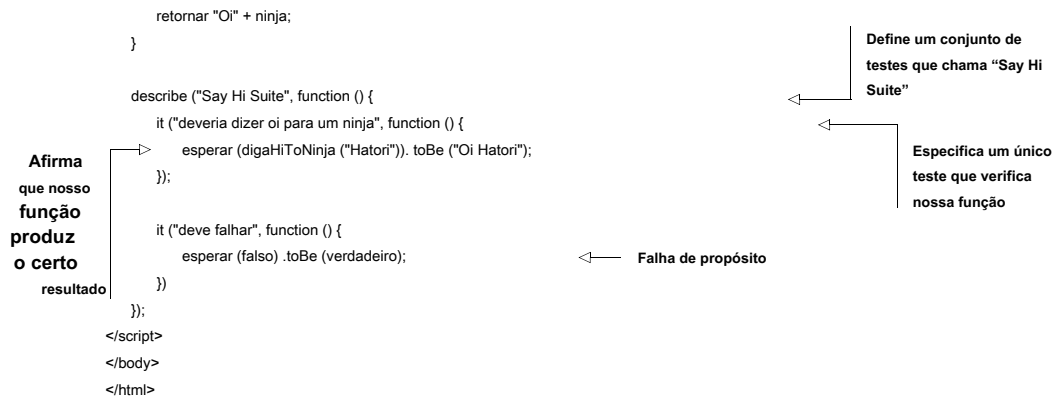 retornar "Oi" + ninja;
}
describe ("Say Hi Suite", function () {
it ("deveria dizer oi para um ninja", function () {
esperar (digaHiToNinja ("Hatori")). toBe ("Oi Hatori");
});
it ("deve falhar", function () {
esperar (falso) .toBe (verdadeiro);
})
});
</script>
</body>
</html>
Afirma
que nosso
função
produz
o certo
resultado
Define um conjunto de
testes que chama “Say Hi
Suite”
Especifica um único
teste que verifica
nossa função
Falha de propósito